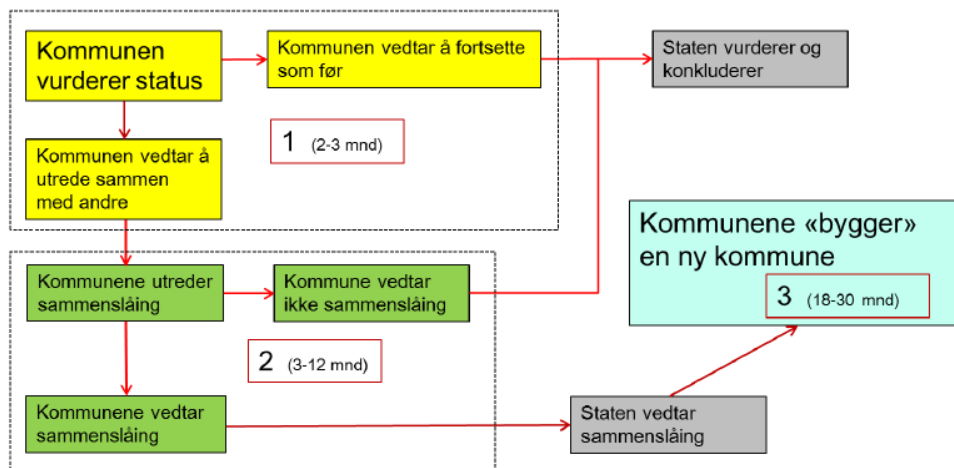 Kommunen
vurderer status
Kommunen vedtar å fortsette
som før
Staten vurderer og
konkluderer
1 (2-3 mnd)
Kommunen vedtar å
utrede sammen
med andre
Kommunene «bygger»
en ny kommune
3 (18-30 mnd)
Kommunene utreder
sammenslåing
Kommune vedtar
ikke sammenslåing
2 (3-12 mnd)
Kommunene vedtar
sammenslåing
Staten vedtar
sammenslåing